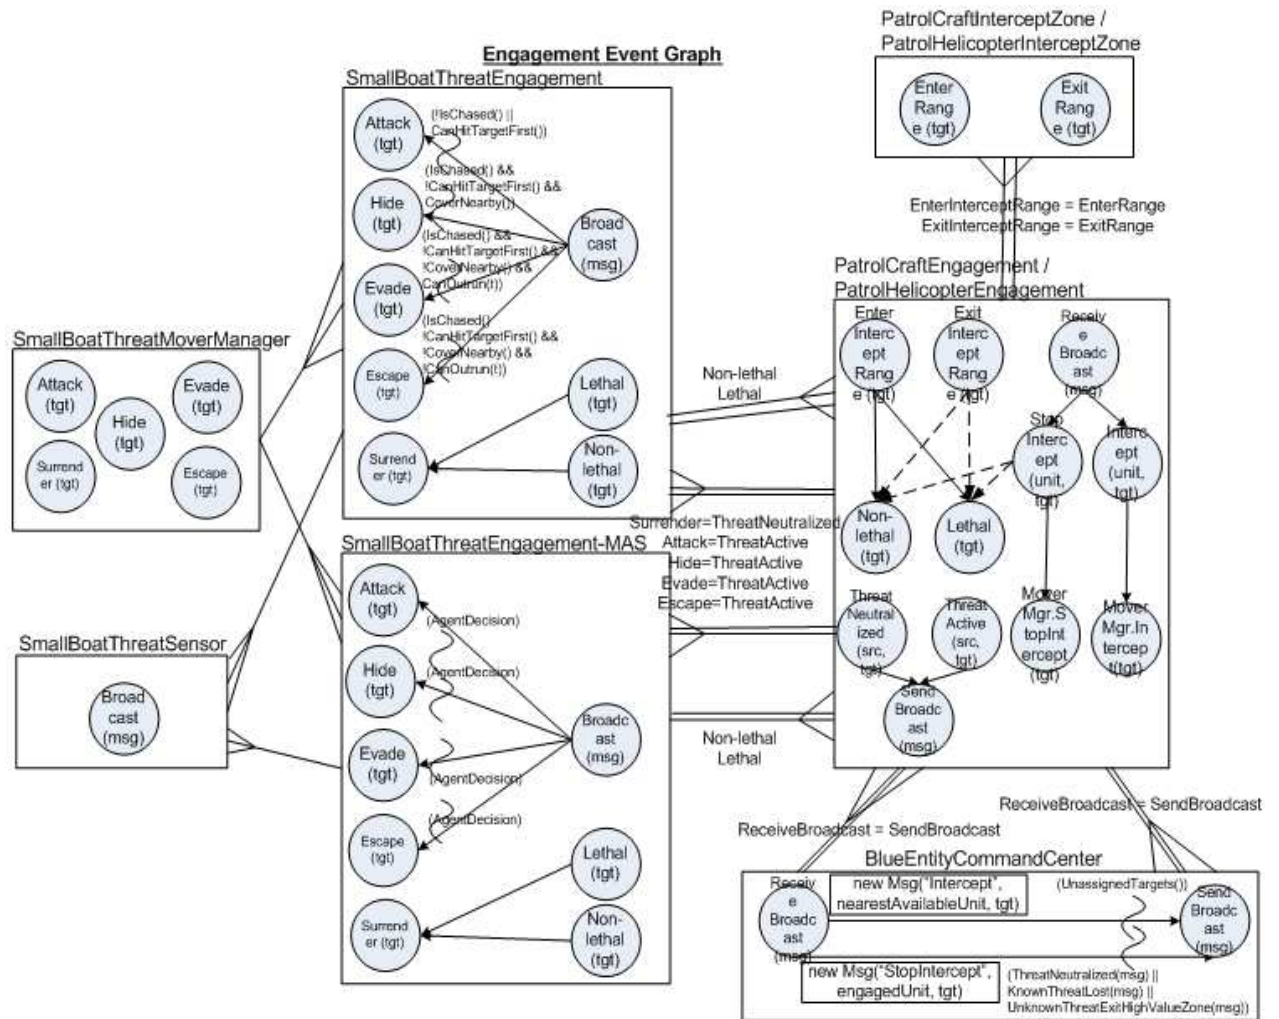 Engagement Event Graph
PatrolCraftInterceptZone /
PatrolHelicopterInterceptZone
Enter
Rang
e (tgt)
Exit
Rang
e (tgt)
EnterInterceptRange = EnterRange
ExitInterceptRange = ExitRange
SmallBoatThreatEngagement
Attack
(tgt)
(!IsChased() ||
CanHitTargetFirst())
Hide
(tgt)
(IsChased() &&
!CanHitTargetFirst() &&
CoverNearby())
Evade
(tgt)
(IsChased() &&
!CanHitTargetFirst() &&
!CoverNearby() &&
CanOutrun(t))
Escape
(tgt)
(IsChased()
!CanHitTargetFirst() &&
!CoverNearby() &&
!CanOutrun(t))
Broad
cast
(msg)
Lethal
(tgt)
Surrend
er (tgt)
Non-
lethal
(tgt)
SmallBoatThreatMoverManager
Attack
(tgt)
Evade
(tgt)
Hide
(tgt)
Surrend
er (tgt)
Escape
(tgt)
SmallBoatThreatSensor
Broad
cast
(msg)
SmallBoatThreatEngagement-MAS
Attack
(tgt)
(AgentDecision)
Hide
(tgt)
(AgentDecision)
Evade
(tgt)
(AgentDecision)
Escape
(tgt)
(AgentDecision)
Broadc
ast
(msg)
Lethal
(tgt)
Surrend
er (tgt)
Non-
lethal
(tgt)
Non-lethal
Lethal
Surrender=ThreatNeutralized
Attack=ThreatActive
Hide=ThreatActive
Evade=ThreatActive
Escape=ThreatActive
Non-lethal
Lethal
PatrolCraftEngagement /
PatrolHelicopterEngagement
Enter
Interc
ept
Rang
e (tgt)
Exit
Interc
ept
Rang
e (tgt)
Receiv
e
Broadc
ast
(msg)
Stop
Interc
ept
(unit,
tgt)
Interc
ept
(unit,
tgt)
Non-
lethal
(tgt)
Lethal
(tgt)
Threat
Neutral
ized
(src,
tgt)
Threat
Active
(src,
tgt)
Mover
Mgr.S
topInt
ercept
(tgt)
Mover
Mgr.In
tercep
t(tgt)
Send
Broadc
ast
(msg)
ReceiveBroadcast = SendBroadcast
ReceiveBroadcast = SendBroadcast
BlueEntityCommandCenter
Receiv
e
Broadc
ast
(msg)
new Msg("Intercept",
nearestAvailableUnit, tgt)
(UnassignedTargets())
Send
Broadc
ast
(msg)
new Msg("StopIntercept",
engagedUnit, tgt)
(ThreatNeutralized(msg) ||
KnownThreatLost(msg) ||
UnknownThreatExitHighValueZone(msg))